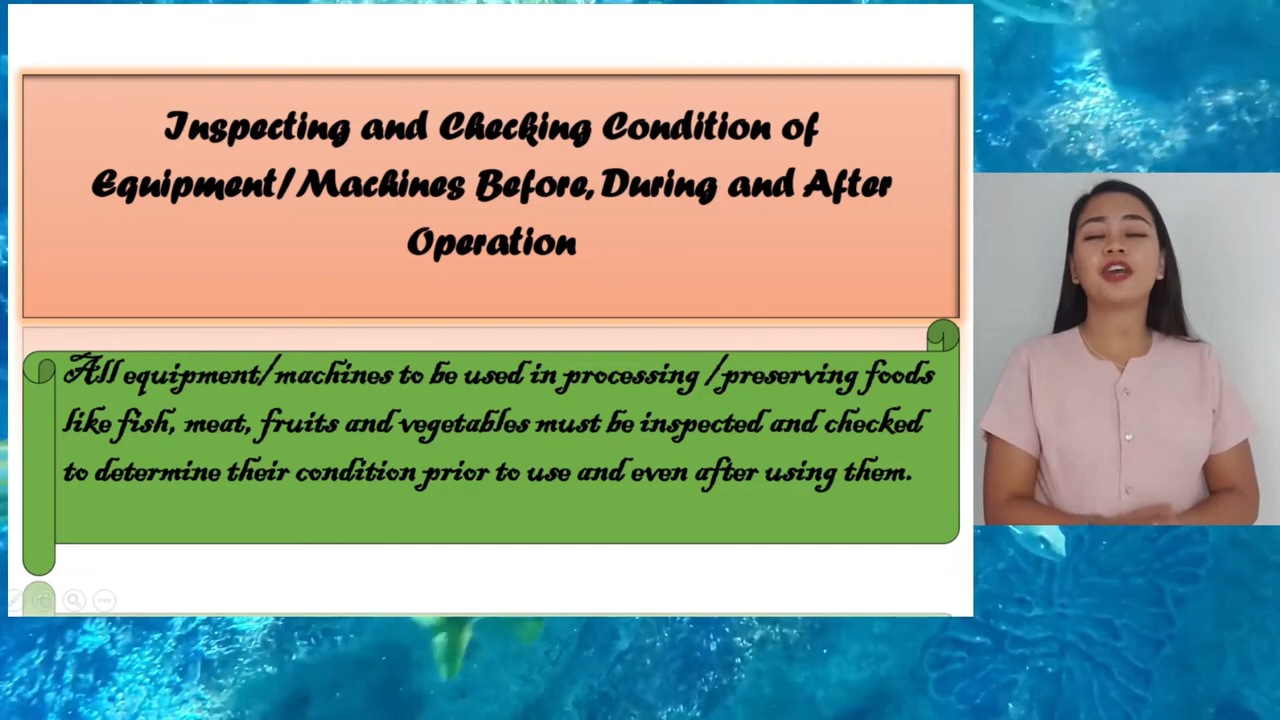 Inspecting and Checking Condition of
Equipment/Machines Before, During and After
Operation
All equipment/machines to be used in processing /preserving foods
like fish, meat, fruits and vegetables must be inspected and checked
to determine their condition prior to use and even after using them.